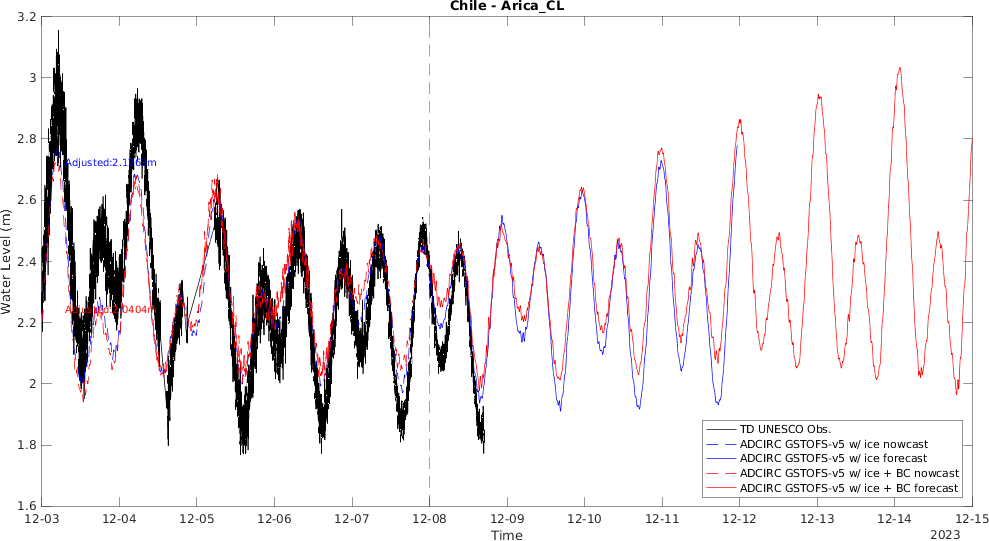 Chile - Arica_CL
3.2
3
2.8
2.6
2.4
2.2
2
1.8
1.6
Water Level (m)
TD UNESCO Obs.
ADCIRC GSTOFS-v5 w/ ice nowcast
ADCIRC GSTOFS-v5 w/ ice forecast
ADCIRC GSTOFS-v5 w/ ice + BC nowcast
ADCIRC GSTOFS-v5 w/ ice + BC forecast
12-03 12-04 12-05 12-06 12-07 12-08 12-09 12-10 12-11 12-12 12-13 12-14 12-15
Time
2023